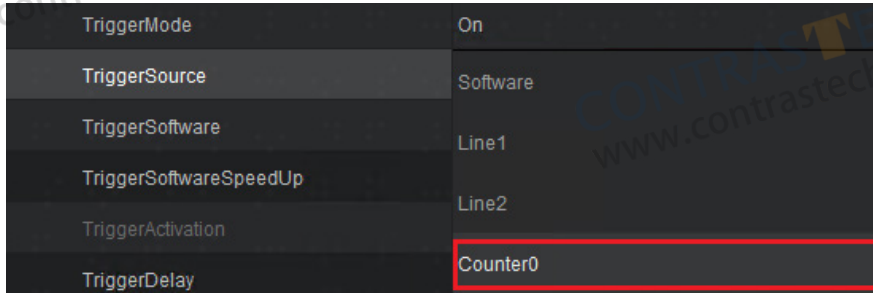 TriggerMode On
TriggerSource Software
TriggerSoftware Line1
TriggerSoftwareSpeedUp Line2
TriggerActivation Counter0
TriggerDelay
www.contrastech